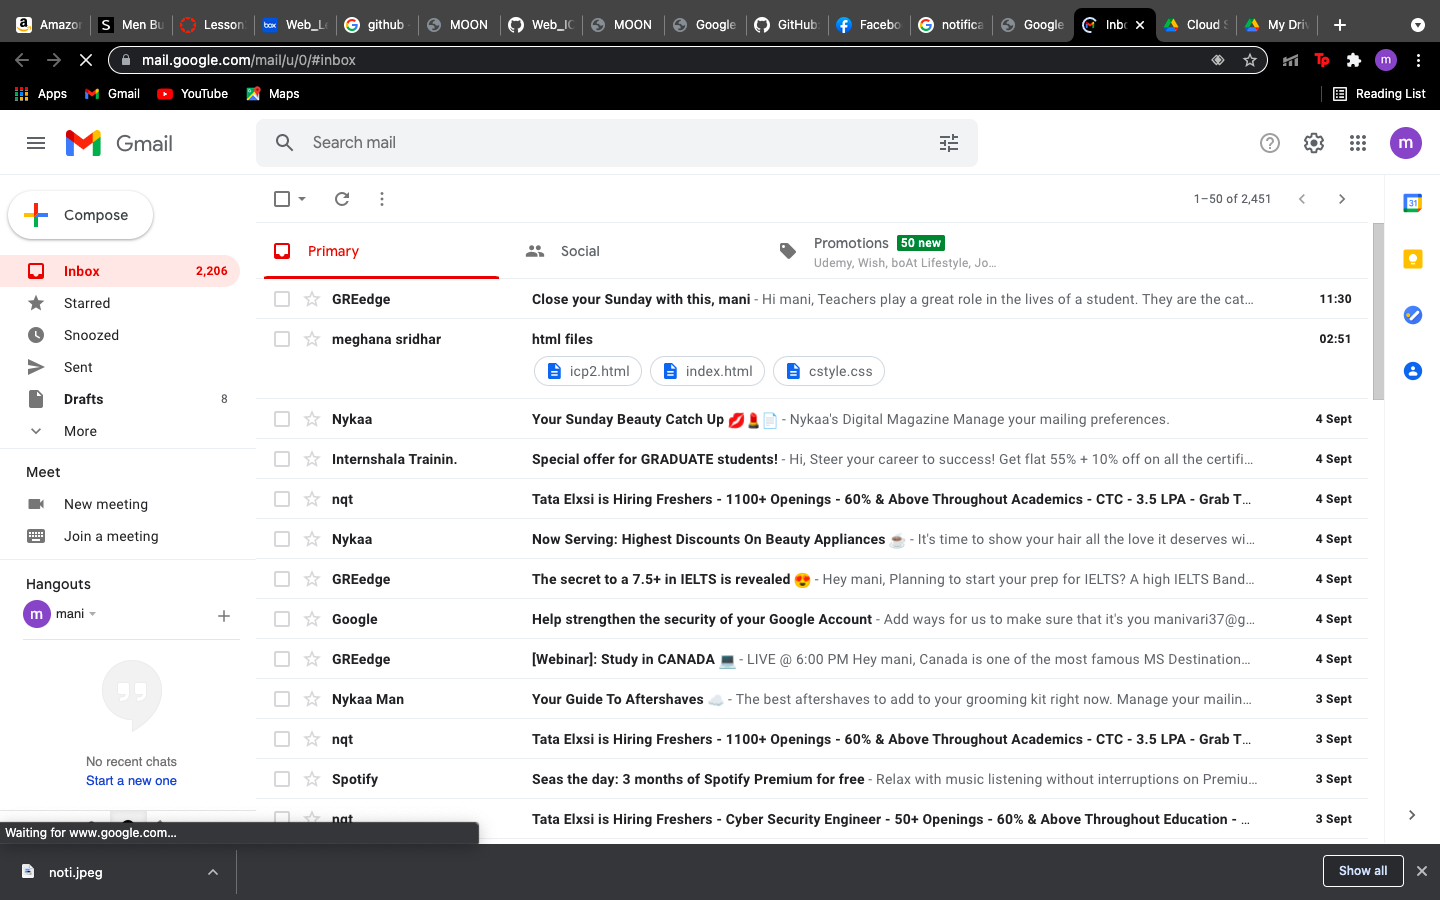 Amazon
Men Bu
Lesson
Web_Le
github
MOON
Web_IC
MOON
Google
GitHub
Facebo
notifica
Google
Inbo
Cloud S
My Driv
mail.google.com/mail/u/0/#inbox
Tp
m
Apps
Gmail
YouTube
Maps
Reading List
Gmail
Search mail
m
Compose
1–50 of 2,451
31
Primary
Social
Promotions 50 new
Udemy, Wish, boAt Lifestyle, Jo…
Inbox 2,206
Starred
Snoozed
Sent
Drafts 8
More
Meet
New meeting
Join a meeting
Hangouts
m mani
No recent chats
Start a new one
GREedge Close your Sunday with this, mani - Hi mani, Teachers play a great role in the lives of a student. They are the cat… 11:30
meghana sridhar html files 02:51
icp2.html index.html cstyle.css
Nykaa Your Sunday Beauty Catch Up 💋💄📄 - Nykaa's Digital Magazine Manage your mailing preferences. 4 Sept
Internshala Trainin. Special offer for GRADUATE students! - Hi, Steer your career to success! Get flat 55% + 10% off on all the certifi… 4 Sept
nqt Tata Elxsi is Hiring Freshers - 1100+ Openings - 60% & Above Throughout Academics - CTC - 3.5 LPA - Grab T… 4 Sept
Nykaa Now Serving: Highest Discounts On Beauty Appliances ☕ - It's time to show your hair all the love it deserves wi… 4 Sept
GREedge The secret to a 7.5+ in IELTS is revealed 😍 - Hey mani, Planning to start your prep for IELTS? A high IELTS Band… 4 Sept
Google Help strengthen the security of your Google Account - Add ways for us to make sure that it's you manivari37@g… 4 Sept
GREedge [Webinar]: Study in CANADA 💻 - LIVE @ 6:00 PM Hey mani, Canada is one of the most famous MS Destination… 4 Sept
Nykaa Man Your Guide To Aftershaves ☁️ - The best aftershaves to add to your grooming kit right now. Manage your mailin… 3 Sept
nqt Tata Elxsi is Hiring Freshers - 1100+ Openings - 60% & Above Throughout Academics - CTC - 3.5 LPA - Grab T… 3 Sept
Spotify Seas the day: 3 months of Spotify Premium for free - Relax with music listening without interruptions on Premiu… 3 Sept
nqt Tata Elxsi is Hiring Freshers - Cyber Security Engineer - 50+ Openings - 60% & Above Throughout Education - … 3 Sept
Waiting for www.google.com...
noti.jpeg
Show all